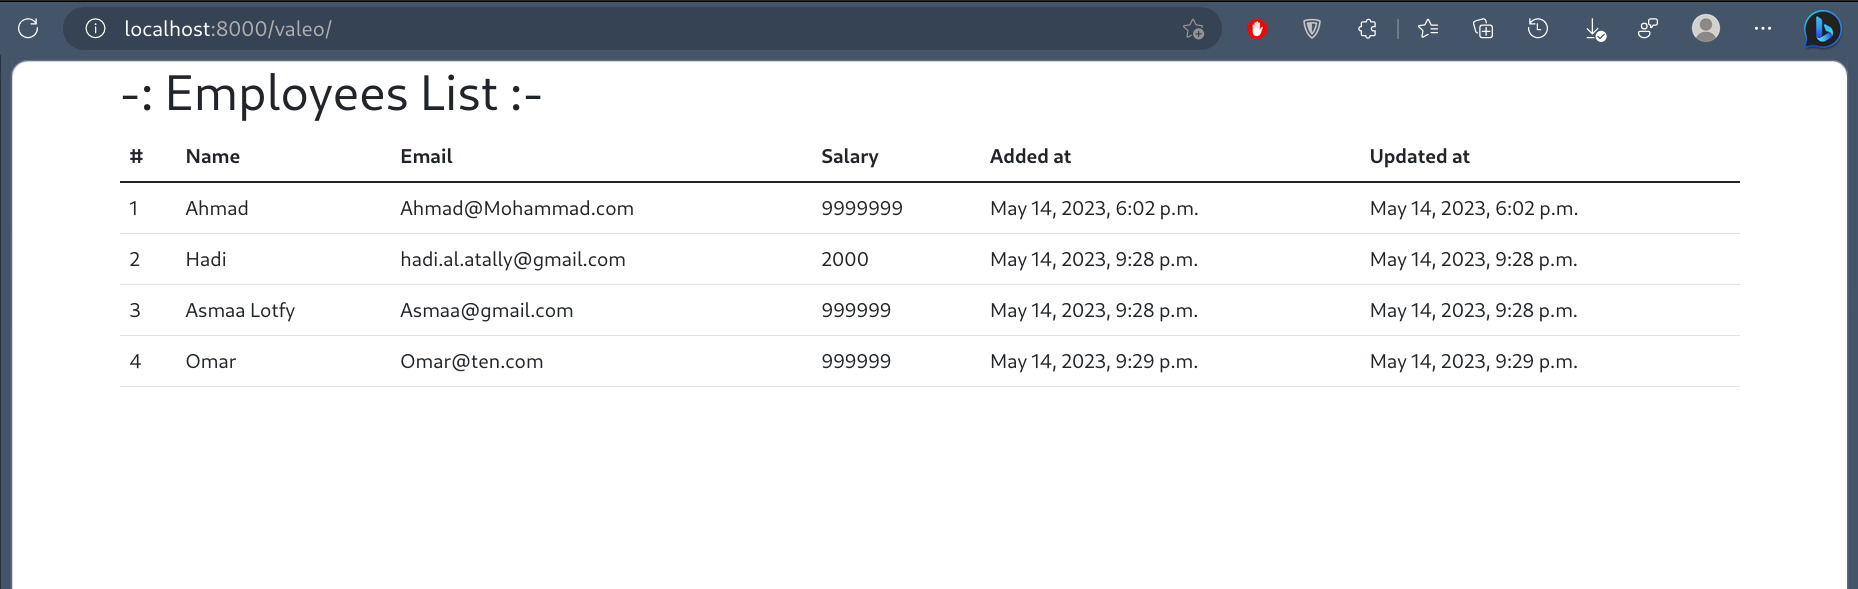 localhost:8000/valeo/
-: Employees List :-
# Name Email Salary Added at Updated at
1 Ahmad Ahmad@Mohammad.com 9999999 May 14, 2023, 6:02 p.m. May 14, 2023, 6:02 p.m.
2 Hadi hadi.al.atally@gmail.com 2000 May 14, 2023, 9:28 p.m. May 14, 2023, 9:28 p.m.
3 Asmaa Lotfy Asmaa@gmail.com 999999 May 14, 2023, 9:28 p.m. May 14, 2023, 9:28 p.m.
4 Omar Omar@ten.com 999999 May 14, 2023, 9:29 p.m. May 14, 2023, 9:29 p.m.